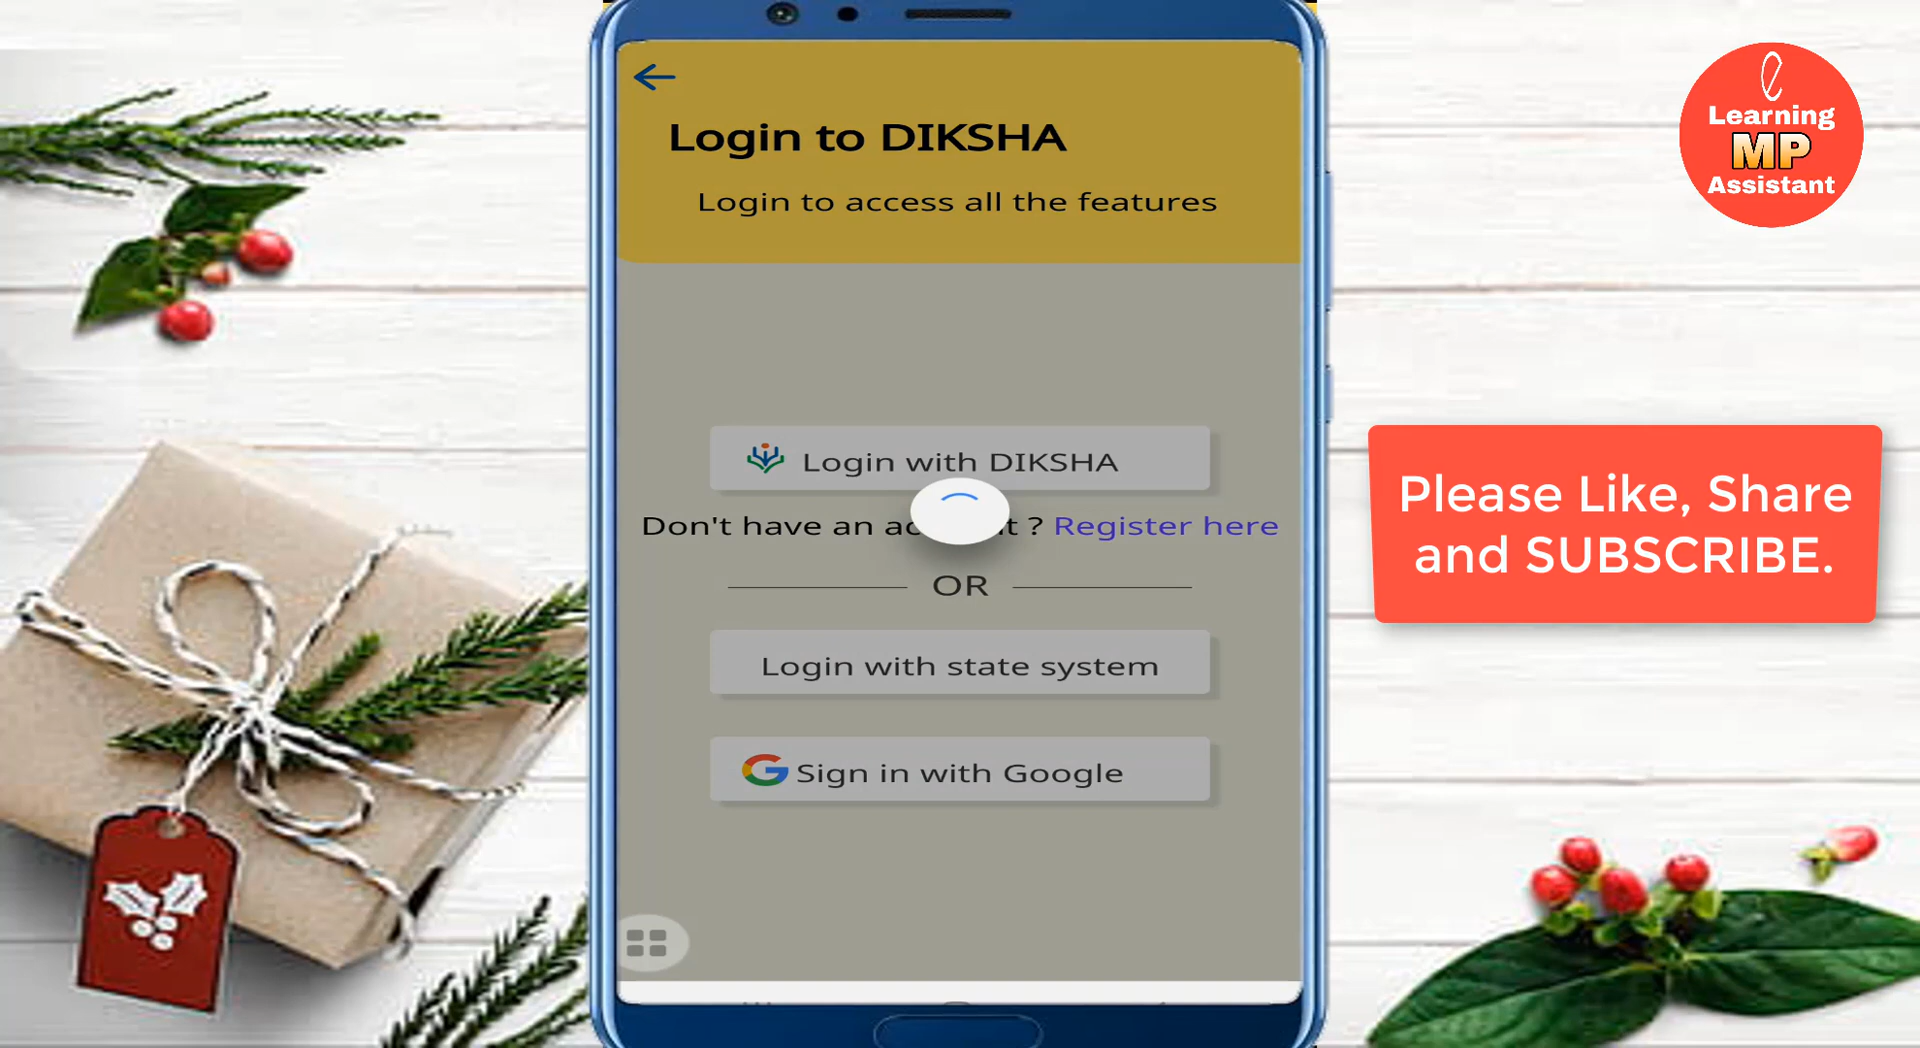 Login to DIKSHA
Login to access all the features
Login with DIKSHA
Don't have an ac t ? Register here
OR
Login with state system
Sign in with Google
e
Learning
MP
Assistant
Please Like, Share
and SUBSCRIBE.